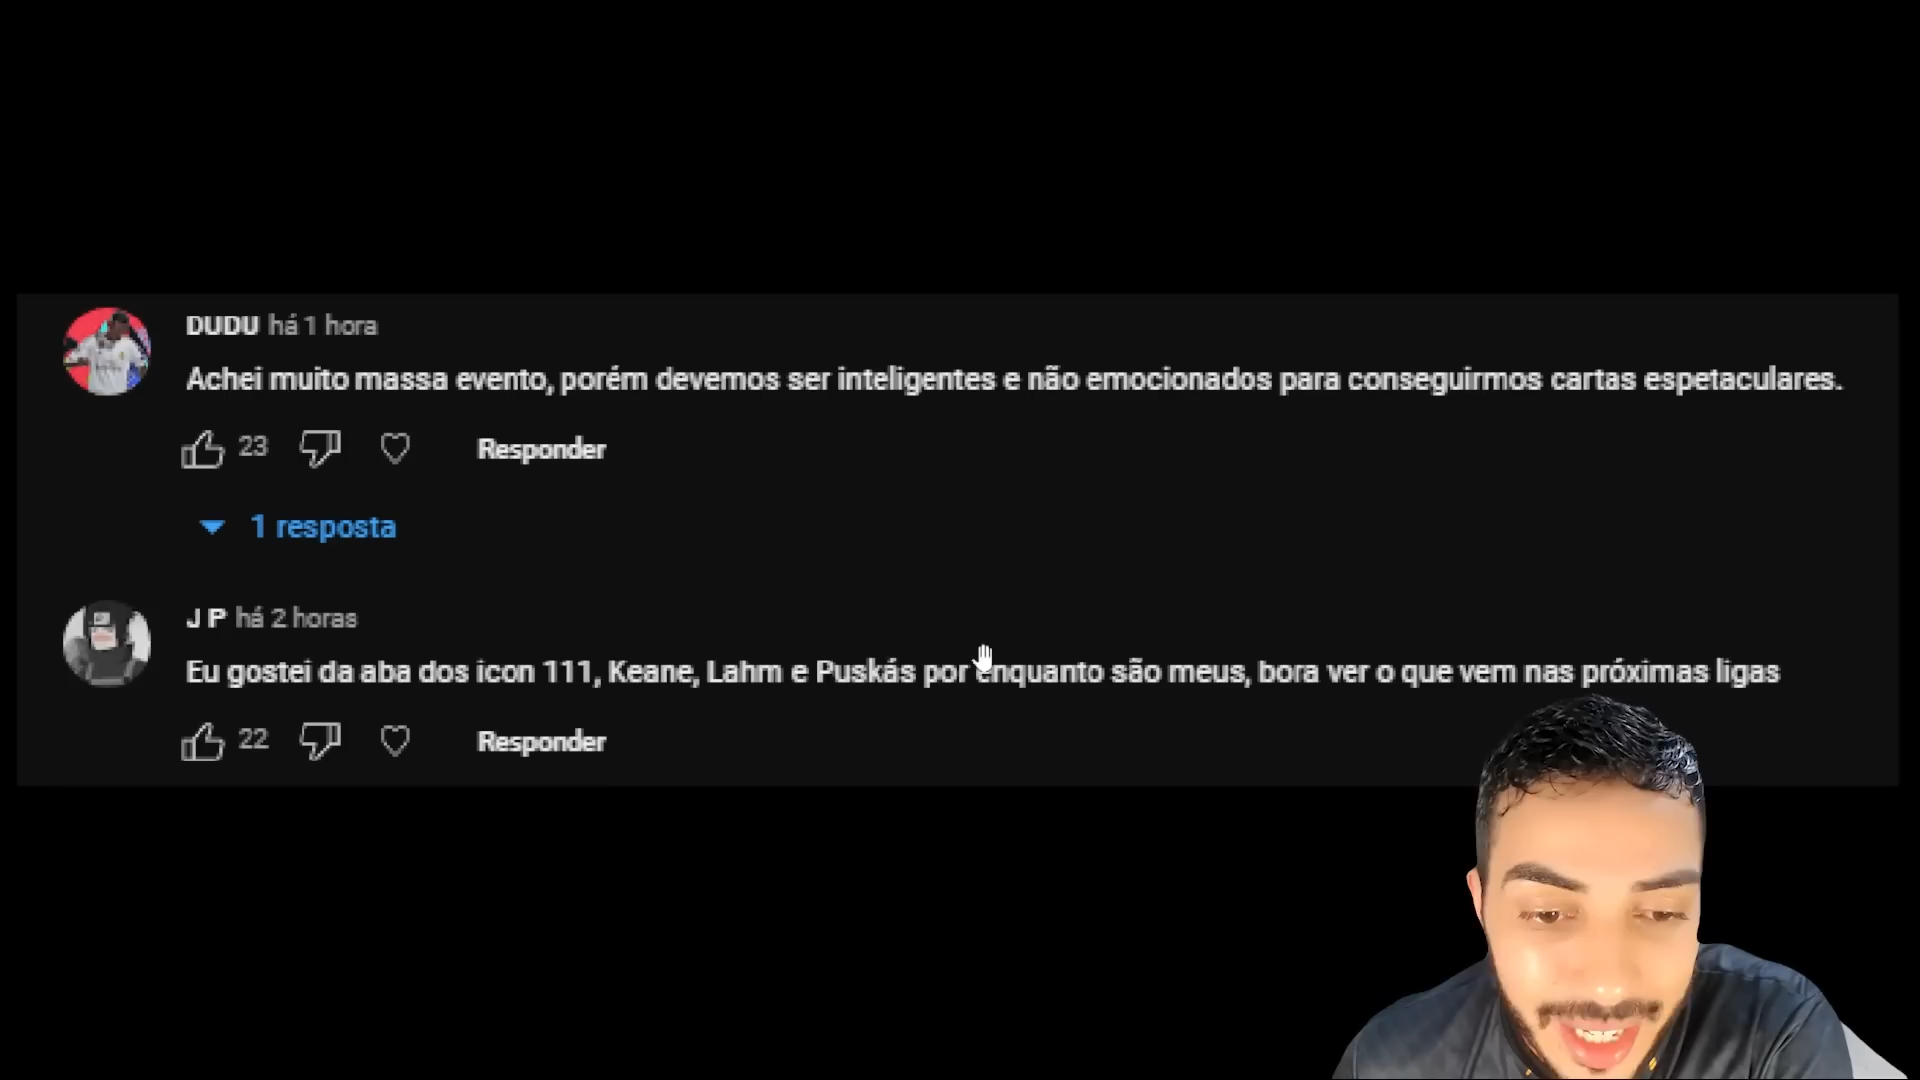 DUDU há 1 hora
Achei muito massa evento, porém devemos ser inteligentes e não emocionados para conseguirmos cartas espetaculares.
23 Responder
1 resposta
J P há 2 horas
Eu gostei da aba dos icon 111, Keane, Lahm e Puskás por enquanto são meus, bora ver o que vem nas próximas ligas
22 Responder